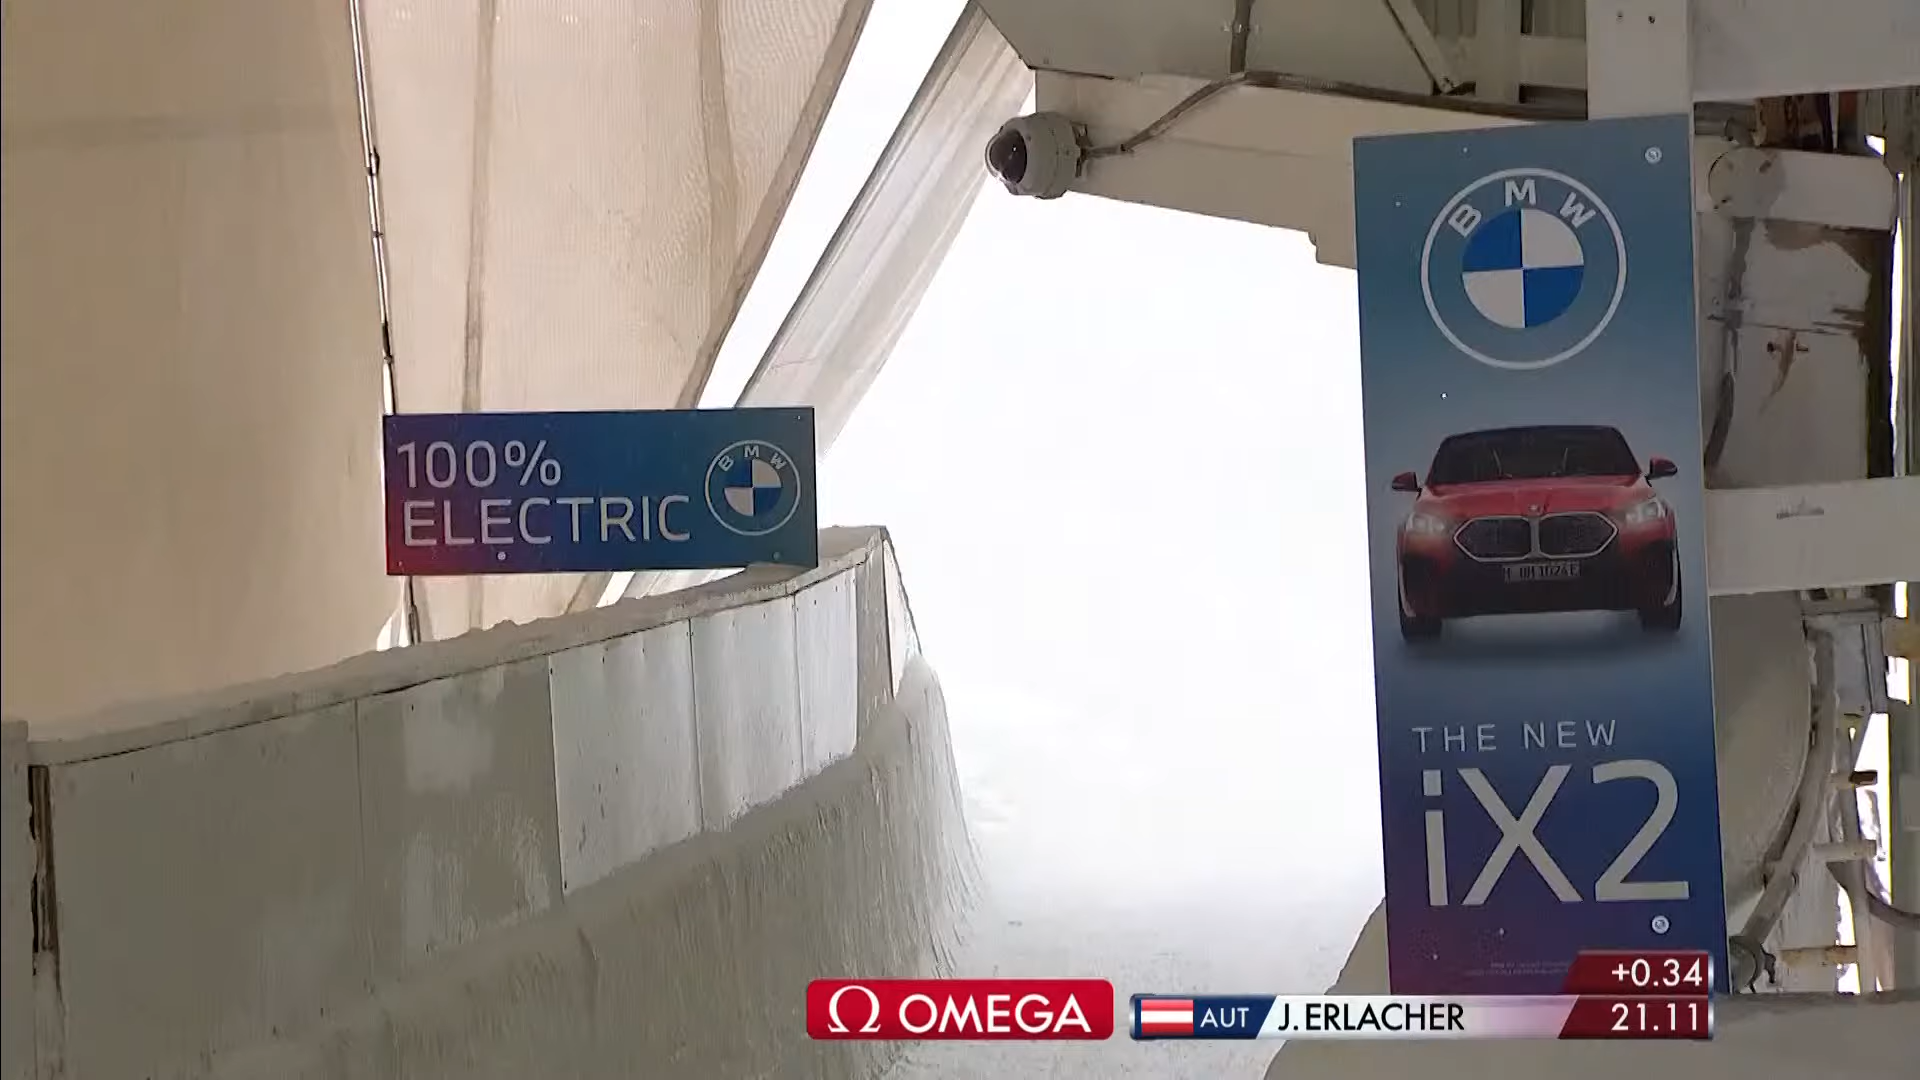 BMW
100%
ELECTRIC
BMW
THE NEW
iX2
+0.34
Ω OMEGA
AUT J. ERLACHER 21.11